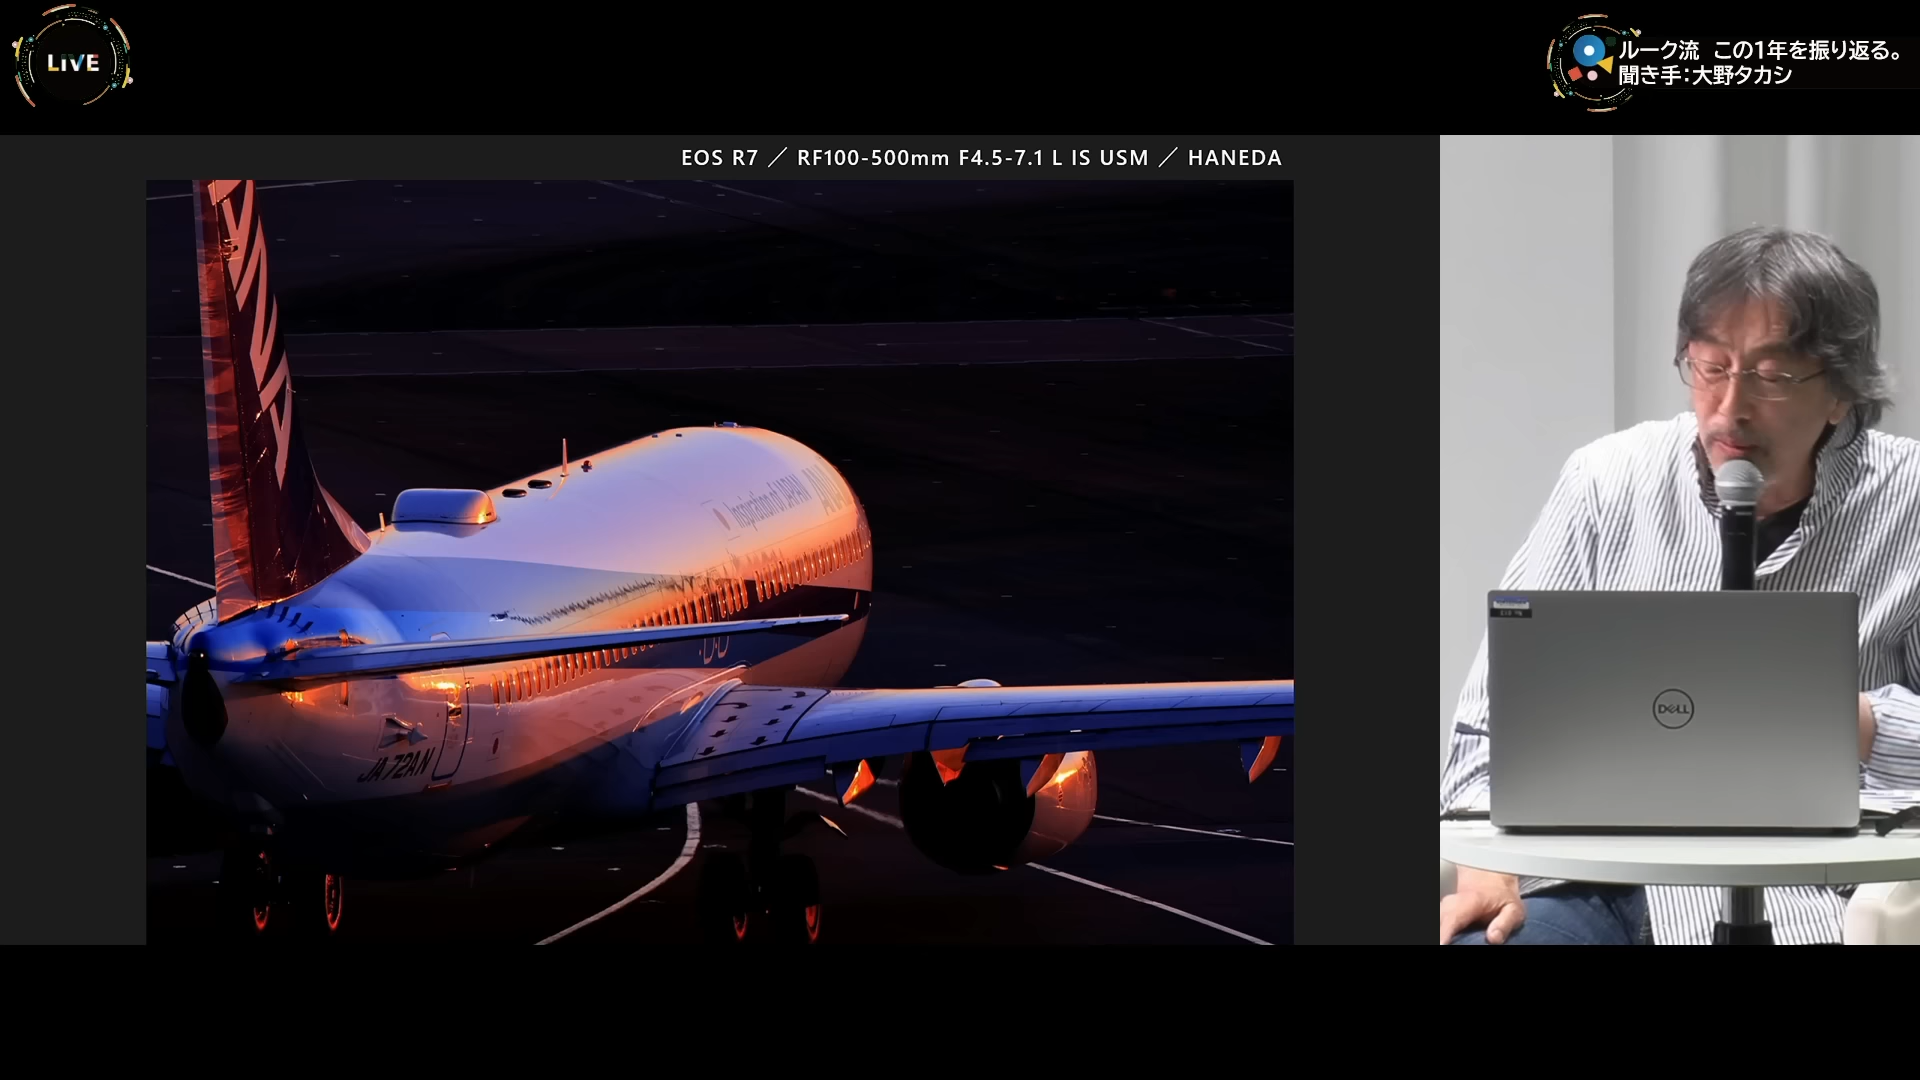 LiVE
ルーク流 この1年を振り返る。
聞き手：大野タカシ
EOS R7 ／ RF100-500mm F4.5-7.1 L IS USM ／ HANEDA
ANA
Inspiration of JAPAN
JA72AN
DELL